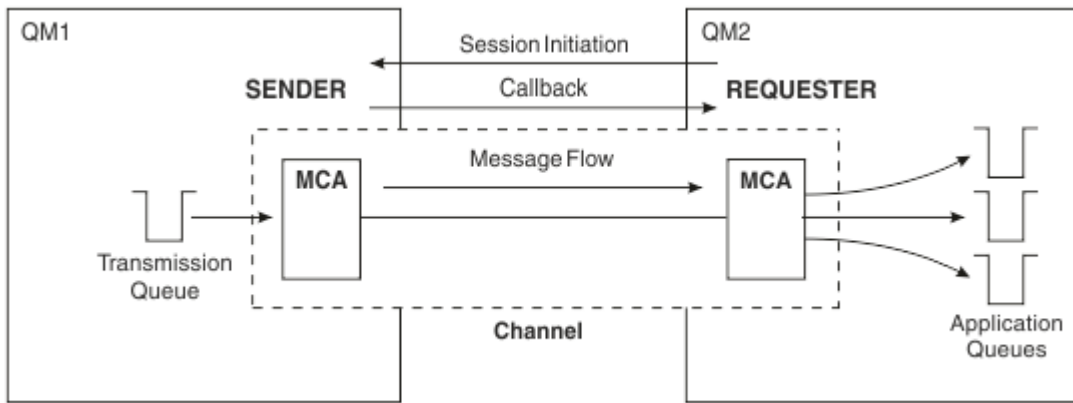 QM1
QM2
Session Initiation
SENDER
Callback
REQUESTER
Message Flow
MCA
MCA
Transmission
Queue
Channel
Application
Queues